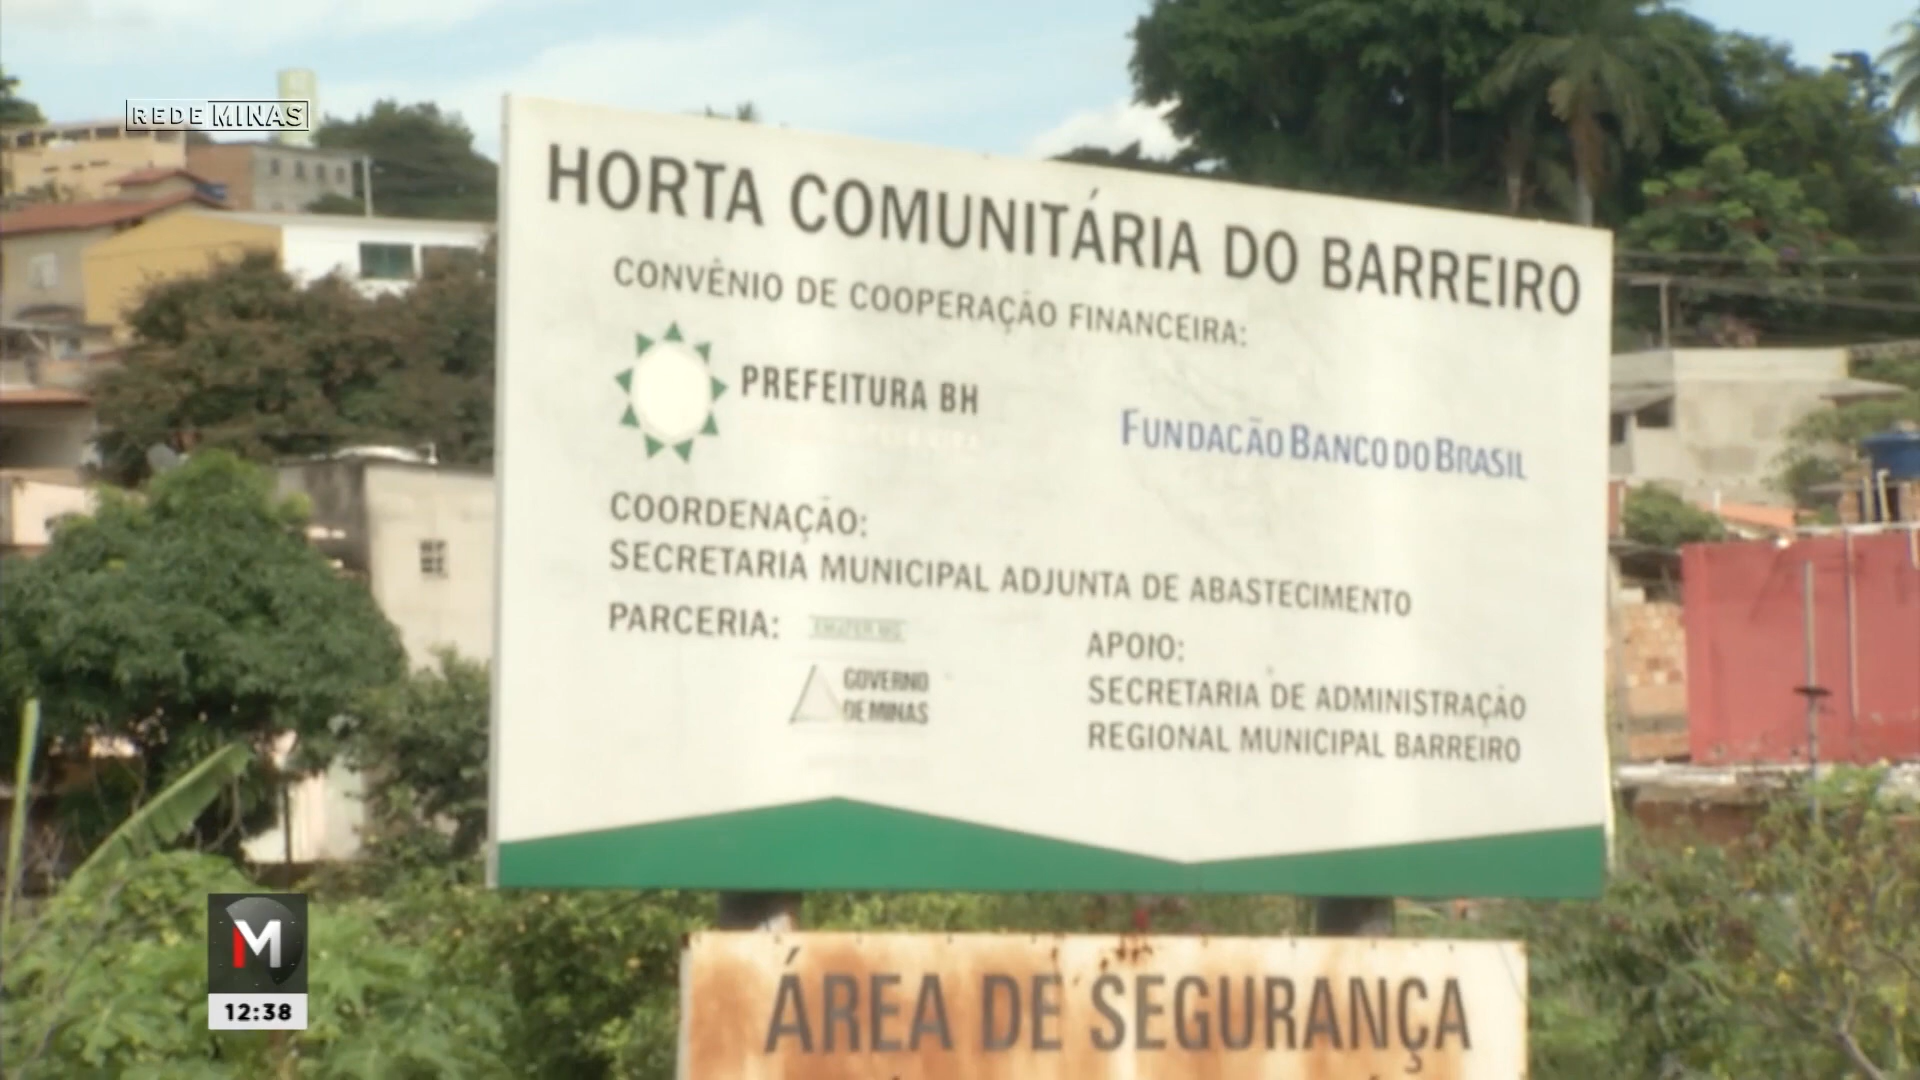 REDE MINAS
HORTA COMUNITÁRIA DO BARREIRO
CONVÊNIO DE COOPERAÇÃO FINANCEIRA:
PREFEITURA BH
FUNDAÇÃO BANCO DO BRASIL
COORDENAÇÃO:
SECRETARIA MUNICIPAL ADJUNTA DE ABASTECIMENTO
PARCERIA:
GOVERNO
DE MINAS
APOIO:
SECRETARIA DE ADMINISTRAÇÃO
REGIONAL MUNICIPAL BARREIRO
ÁREA DE SEGURANÇA
M
12:38